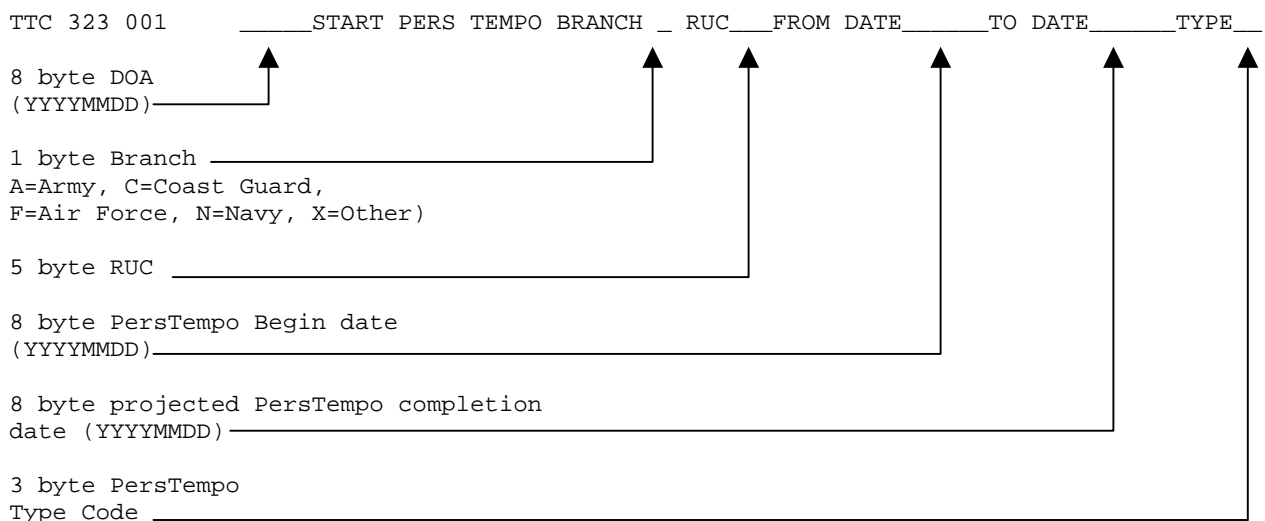 TTC 323 001 _____START PERS TEMPO BRANCH _ RUC___FROM DATE______TO DATE______TYPE__
8 byte DOA
(YYYYMMDD)
1 byte Branch
A=Army, C=Coast Guard,
F=Air Force, N=Navy, X=Other)
5 byte RUC
8 byte PersTempo Begin date
(YYYYMMDD)
8 byte projected PersTempo completion
date (YYYYMMDD)
3 byte PersTempo
Type Code